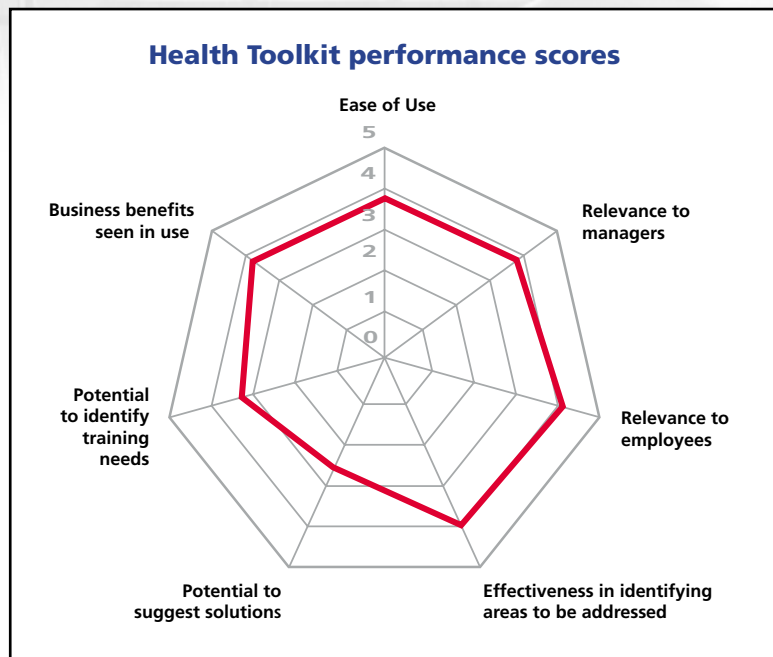 Health Toolkit performance scores
Ease of Use
5
4
3
2
1
0
Business benefits
seen in use
Relevance to
managers
Potential
to identify
training
needs
Relevance to
employees
Potential to
suggest solutions
Effectiveness in identifying
areas to be addressed